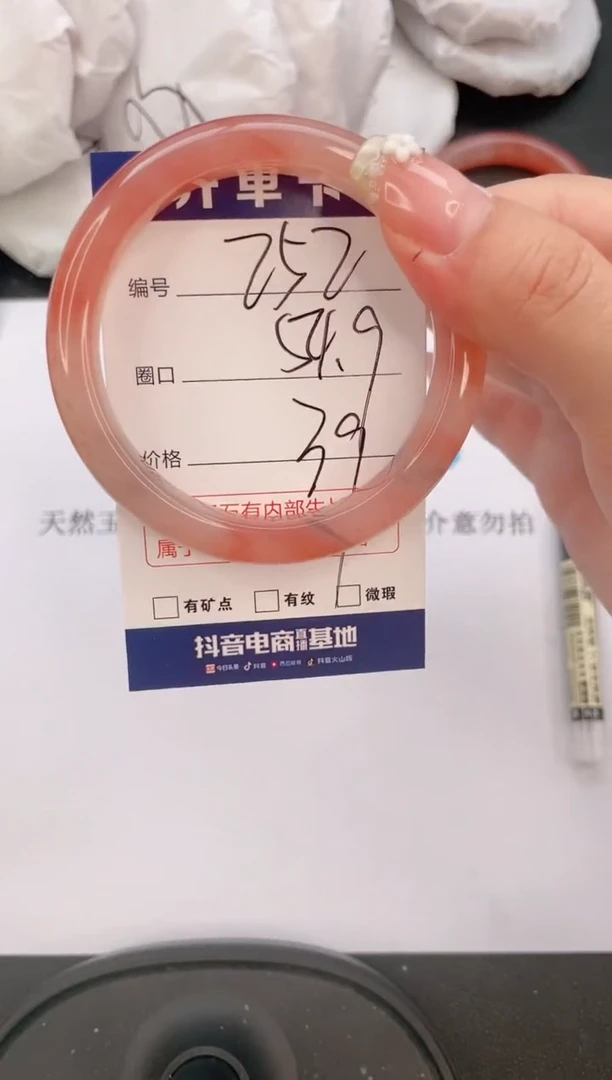 开单卡
编号 252
圈口 54.9
价格 39
石有内部生
天然玉
介意勿拍
属于
有矿点 有纹 微瑕
抖音电商直播基地
今日头条 抖音 西瓜视频 抖音火山版